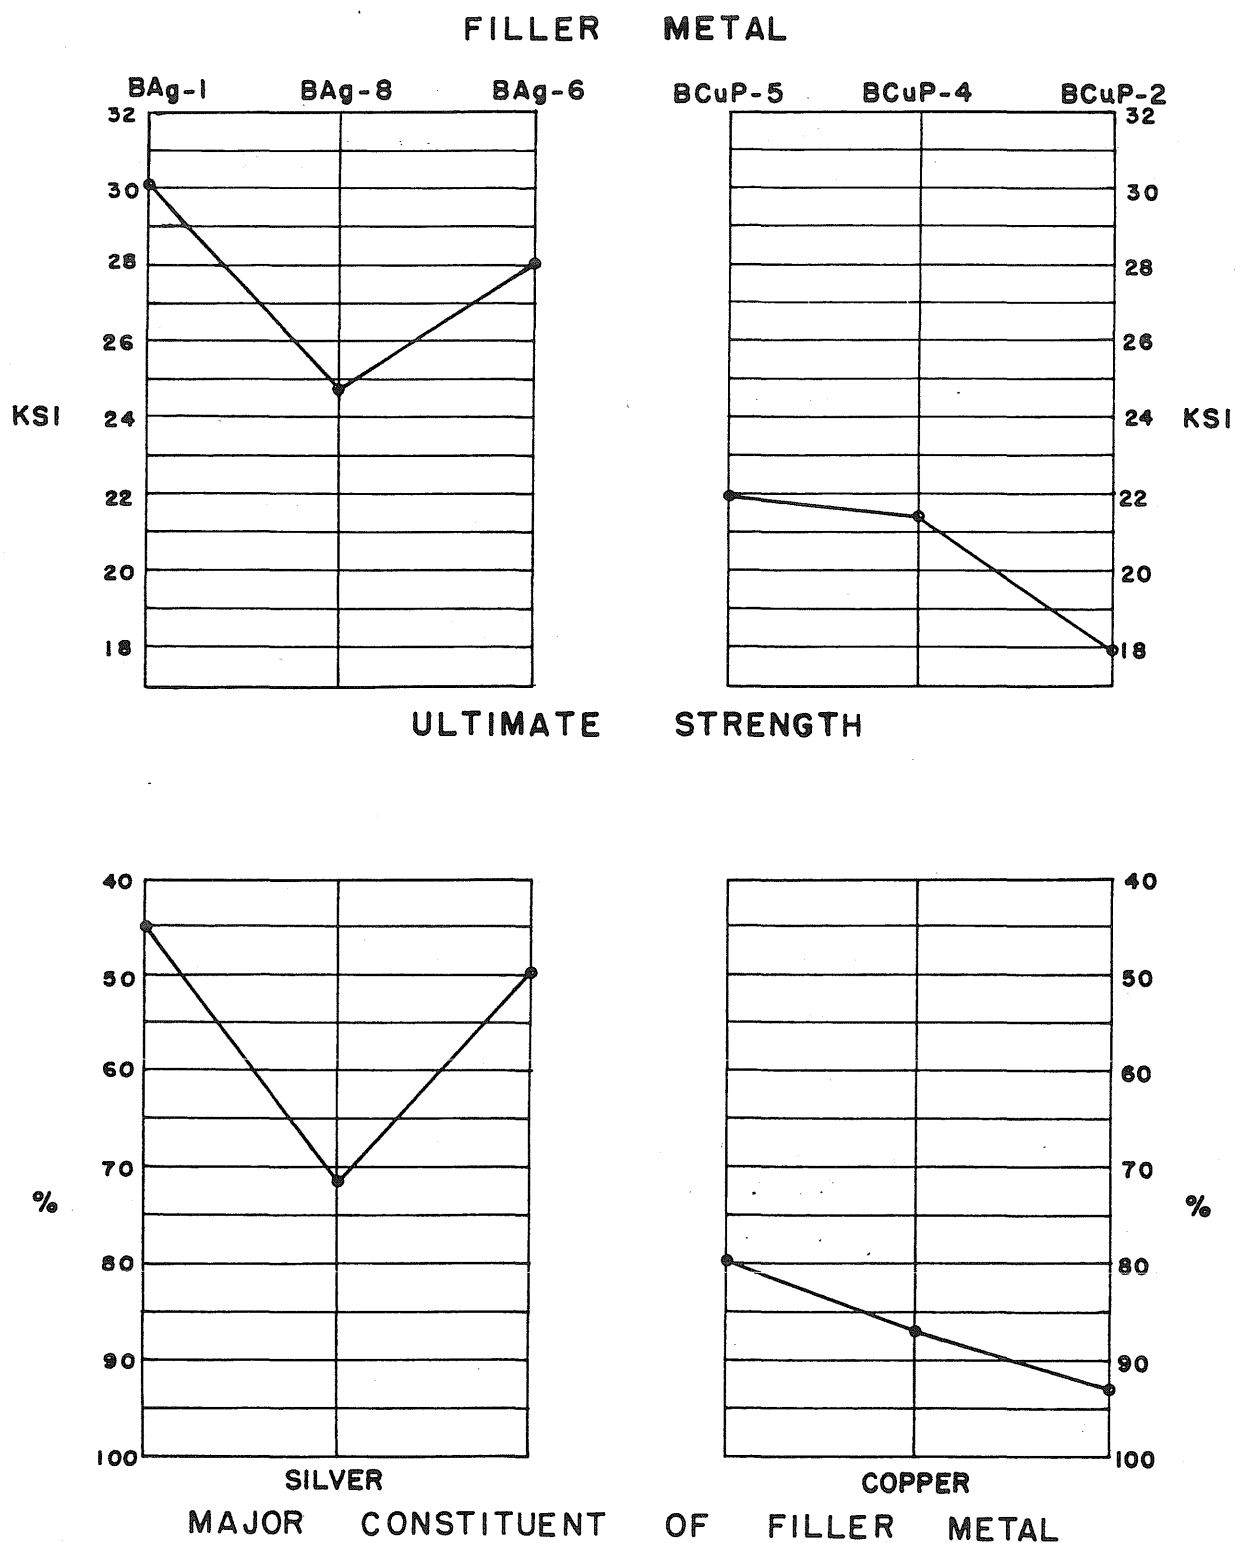 FILLER METAL
BAg-1 BAg-8 BAg-6 BCuP-5 BCuP-4 BCuP-2
32 32
30 30
28 28
26 26
KSI 24 24 KSI
22 22
20 20
18 18
ULTIMATE STRENGTH
40 40
50 50
60 60
70 70
% %
80 80
90 90
100 100
SILVER COPPER
MAJOR CONSTITUENT OF FILLER METAL